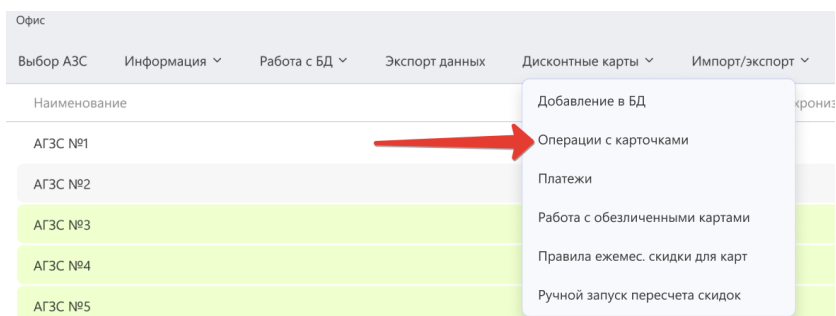 Офис
Выбор АЗС Информация Работа с БД Экспорт данных Дисконтные карты Импорт/экспорт
Наименование
Добавление в БД
АГЗС №1
Операции с карточками
АГЗС №2
Платежи
АГЗС №3
Работа с обезличенными картами
АГЗС №4
Правила ежемес. скидки для карт
АГЗС №5
Ручной запуск пересчета скидок